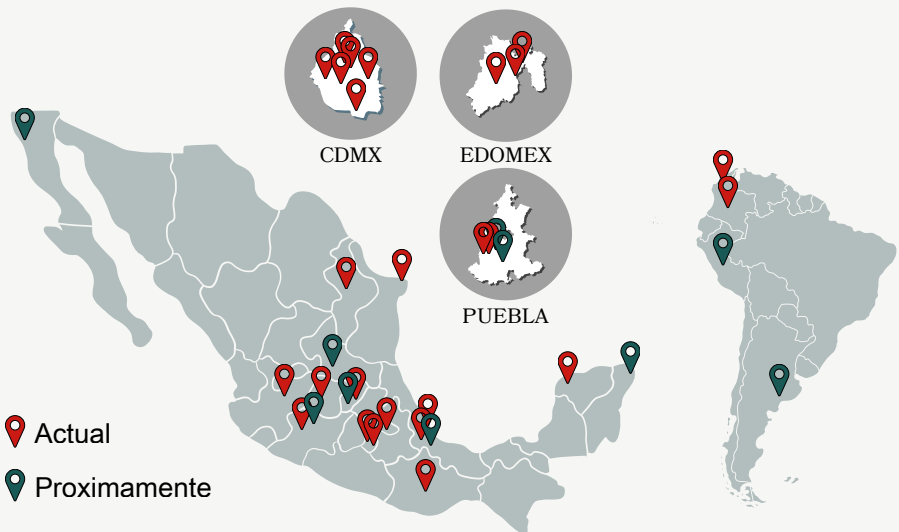 CDMX
EDOMEX
PUEBLA
Actual
Proximamente